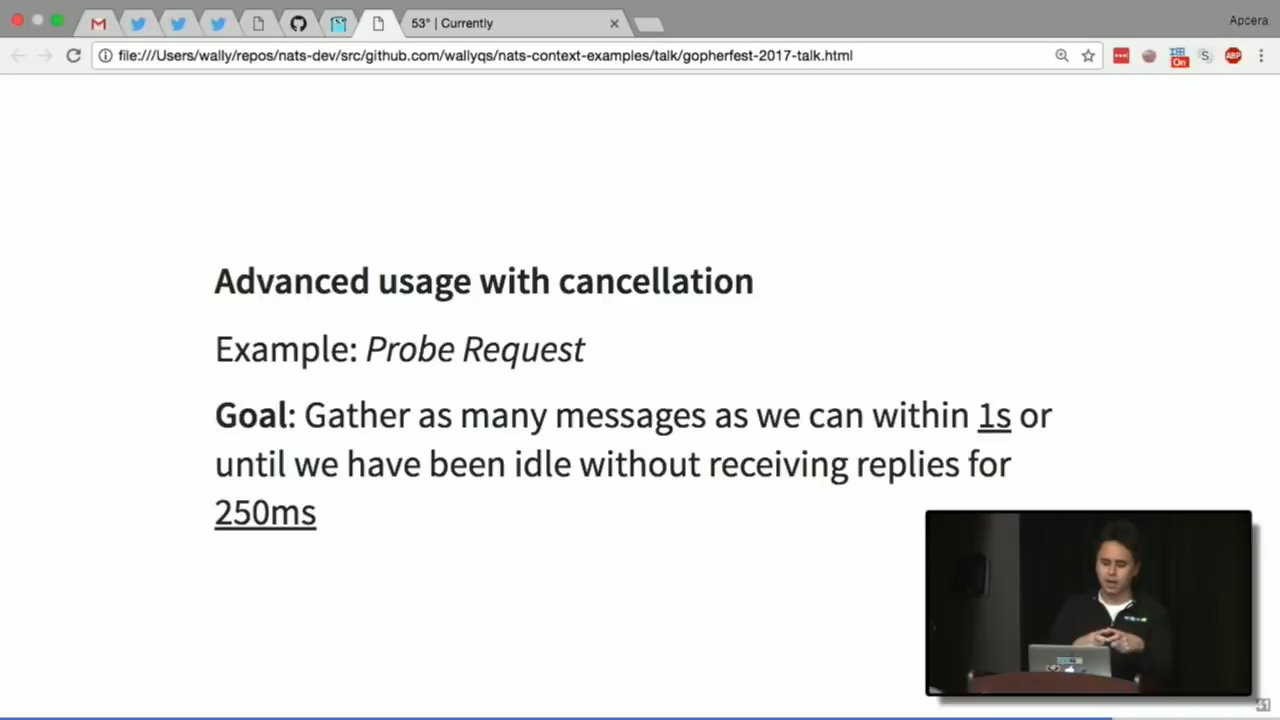 53° | Currently
Apcera
file:///Users/wally/repos/nats-dev/src/github.com/wallyqs/nats-context-examples/talk/gopherfest-2017-talk.html
On
S
ABP
Advanced usage with cancellation
Example: Probe Request
Goal: Gather as many messages as we can within 1s or
until we have been idle without receiving replies for
250ms